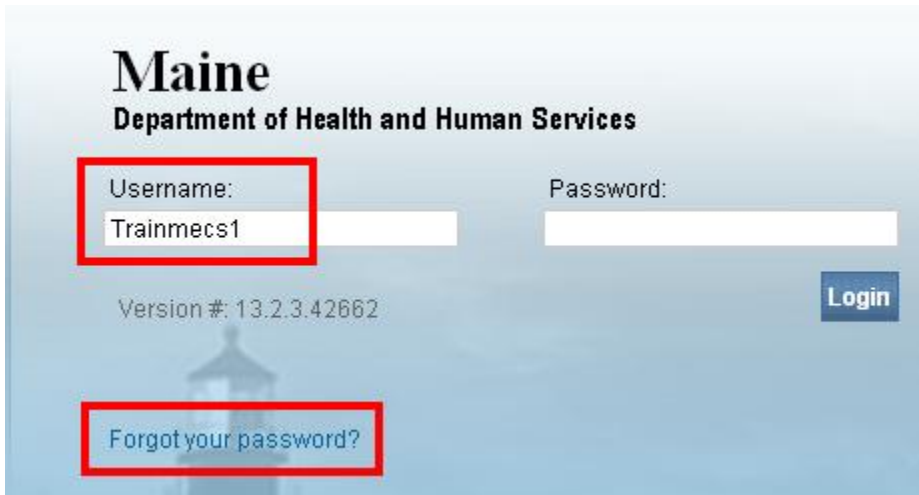 Maine
Department of Health and Human Services
Username:
Password:
Trainmecs1
Version #: 13.2.3.42662
Login
Forgot your password?